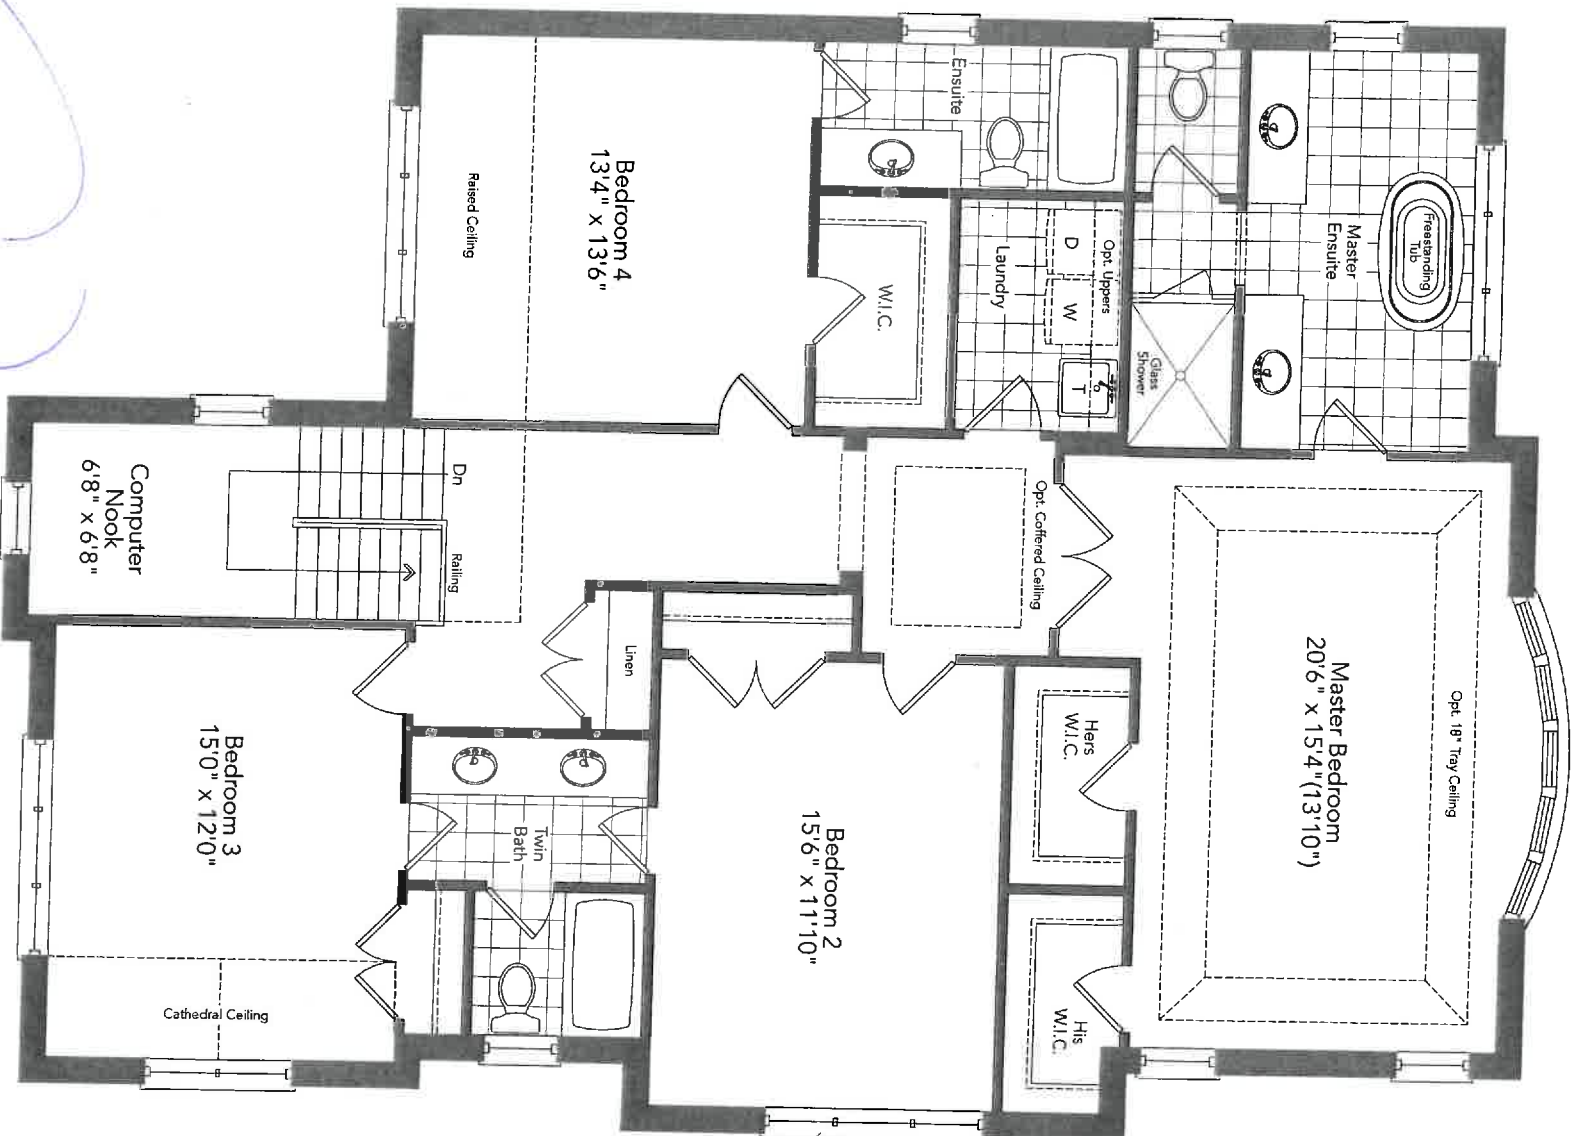 Freestanding
Tub
Master
Ensuite
Ensuite
Opt. Uppers
D
W
T
Laundry
Glass
Shower
W.I.C.
Bedroom 4
13'4" x 13'6"
Raised Ceiling
Opt. 18" Tray Ceiling
Master Bedroom
20'6" x 15'4"(13'10")
Opt. Coffered Ceiling
Dn
Railing
Computer
Nook
6'8" x 6'8"
Linen
Hers
W.I.C.
His
W.I.C.
Bedroom 2
15'6" x 11'10"
Twin
Bath
Bedroom 3
15'0" x 12'0"
Cathedral Ceiling